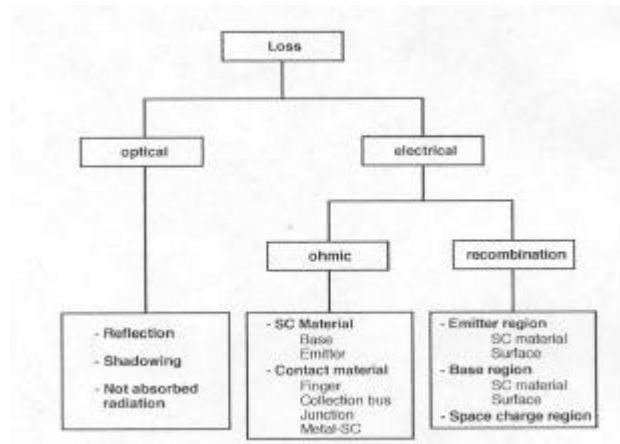 Loss
optical
electrical
ohmic
recombination
- Reflection
- Shadowing
- Not absorbed
radiation
- SC Material
Base
Emitter
- Contact material
Finger
Collection bus
Junction
Metal-SC
- Emitter region
SC material
Surface
- Base region
SC material
Surface
- Space charge region